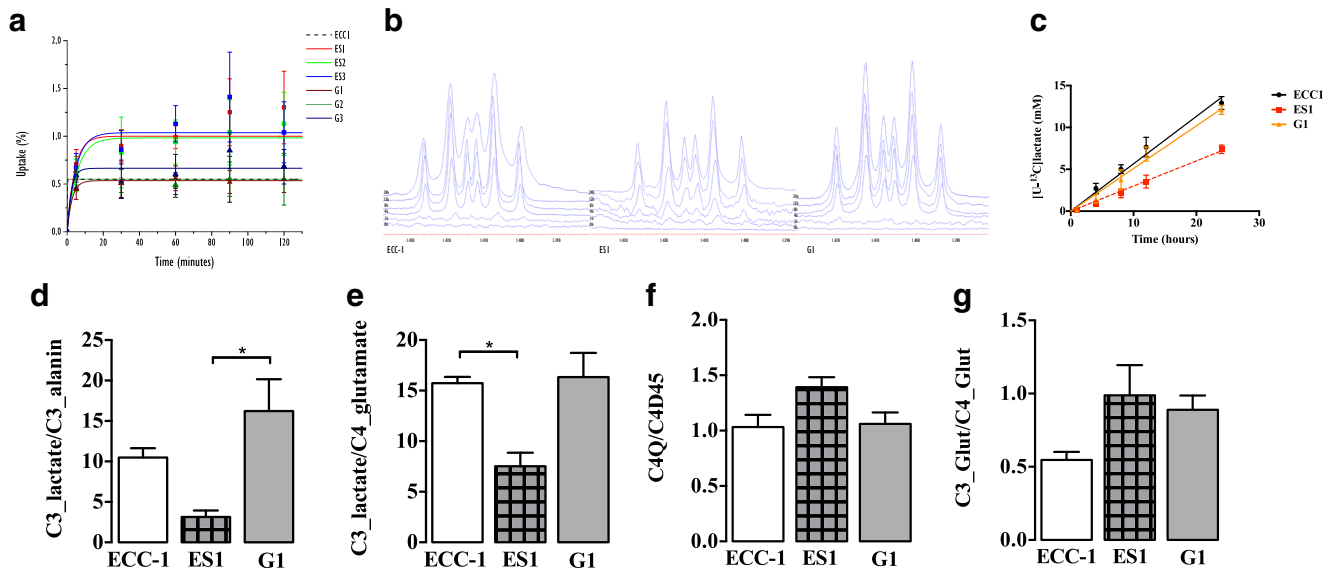 a
2,0
1,5
1,0
0,5
0,0
Uptake (%)
0
20
40
60
80
100
120
Time (minutes)
ECC1
ES1
ES2
ES3
G1
G2
G3
b
ECC-1
ES1
G1
c
[U-¹³C]lactate (mM)
15
10
5
0
0
10
20
30
Time (hours)
ECC1
ES1
G1
d
C3_lactate/C3_alanin
25
20
15
10
5
0
*
ECC-1
ES1
G1
e
C3_lactate/C4_glutamate
20
15
10
5
0
*
ECC-1
ES1
G1
f
C4Q/C4D45
2.0
1.5
1.0
0.5
0.0
ECC-1
ES1
G1
g
C3_Glut/C4_Glut
1.5
1.0
0.5
0.0
ECC-1
ES1
G1